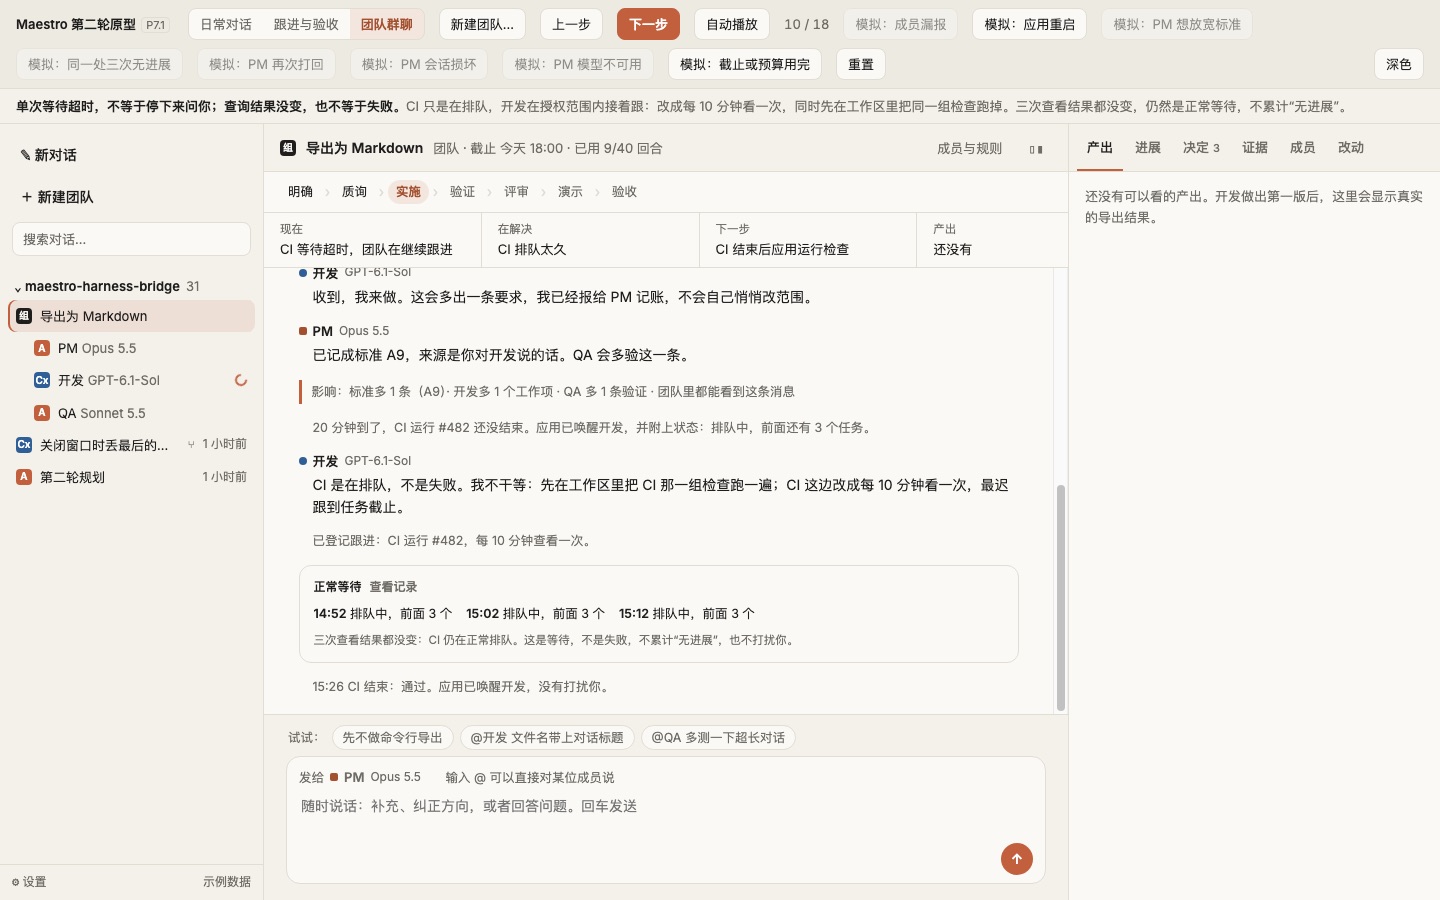 Maestro 第二轮原型 P7.1
日常对话 跟进与验收 团队群聊
新建团队...
上一步
下一步
自动播放
10 / 18
模拟：成员漏报
模拟：应用重启
模拟：PM 想放宽标准
模拟：同一处三次无进展
模拟：PM 再次打回
模拟：PM 会话损坏
模拟：PM 模型不可用
模拟：截止或预算用完
重置
深色
单次等待超时，不等于停下来问你；查询结果没变，也不等于失败。CI 只是在排队，开发在授权范围内接着跟：改成每 10 分钟看一次，同时先在工作区里把同一组检查跑掉。三次查看结果都没变，仍然是正常等待，不累计“无进展”。
✎ 新对话
+ 新建团队
搜索对话...
maestro-harness-bridge 31
组 导出为 Markdown
A PM Opus 5.5
Cx 开发 GPT-6.1-Sol
A QA Sonnet 5.5
Cx 关闭窗口时丢最后的... 1 小时前
A 第二轮规划 1 小时前
设置
示例数据
组 导出为 Markdown 团队 · 截止 今天 18:00 · 已用 9/40 回合
成员与规则
明确 › 质询 › 实施 › 验证 › 评审 › 演示 › 验收
现在
CI 等待超时，团队在继续跟进
在解决
CI 排队太久
下一步
CI 结束后应用运行检查
产出
还没有
开发 GPT-6.1-Sol
收到，我来做。这会多出一条要求，我已经报给 PM 记账，不会自己悄悄改范围。
PM Opus 5.5
已记成标准 A9，来源是你对开发说的话。QA 会多验这一条。
影响：标准多 1 条（A9）· 开发多 1 个工作项 · QA 多 1 条验证 · 团队里都能看到这条消息
20 分钟到了，CI 运行 #482 还没结束。应用已唤醒开发，并附上状态：排队中，前面还有 3 个任务。
开发 GPT-6.1-Sol
CI 是在排队，不是失败。我不干等：先在工作区里把 CI 那一组检查跑一遍；CI 这边改成每 10 分钟看一次，最迟
跟到任务截止。
已登记跟进：CI 运行 #482，每 10 分钟查看一次。
正常等待 查看记录
14:52 排队中，前面 3 个 15:02 排队中，前面 3 个 15:12 排队中，前面 3 个
三次查看结果都没变：CI 仍在正常排队。这是等待，不是失败，不累计“无进展”，也不打扰你。
15:26 CI 结束：通过。应用已唤醒开发，没有打扰你。
试试：
先不做命令行导出
@开发 文件名带上对话标题
@QA 多测一下超长对话
发给 PM Opus 5.5 输入 @ 可以直接对某位成员说
随时说话：补充、纠正方向，或者回答问题。回车发送
产出 进展 决定 3 证据 成员 改动
还没有可以看的产出。开发做出第一版后，这里会显示真实
的导出结果。